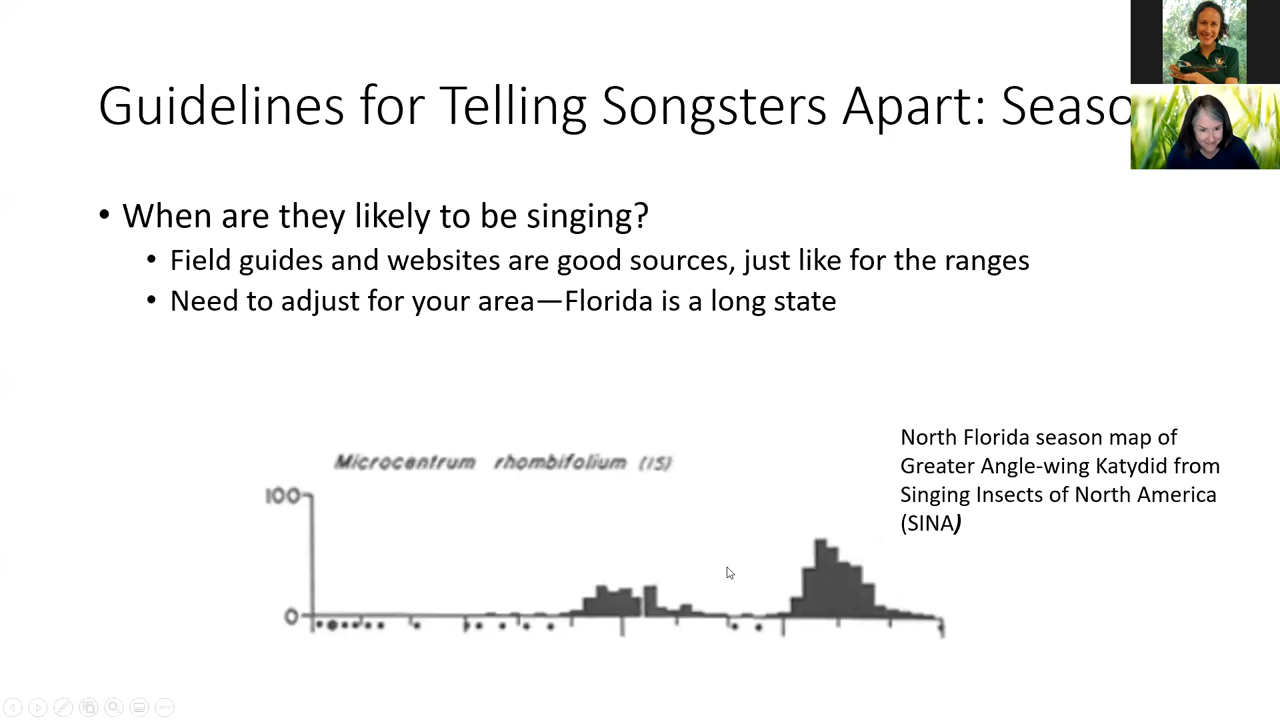 Guidelines for Telling Songsters Apart: Seaso
• When are they likely to be singing?
• Field guides and websites are good sources, just like for the ranges
• Need to adjust for your area—Florida is a long state
North Florida season map of
Greater Angle-wing Katydid from
Singing Insects of North America
(SINA)
Microcentrum rhombifolium (15)
100
0